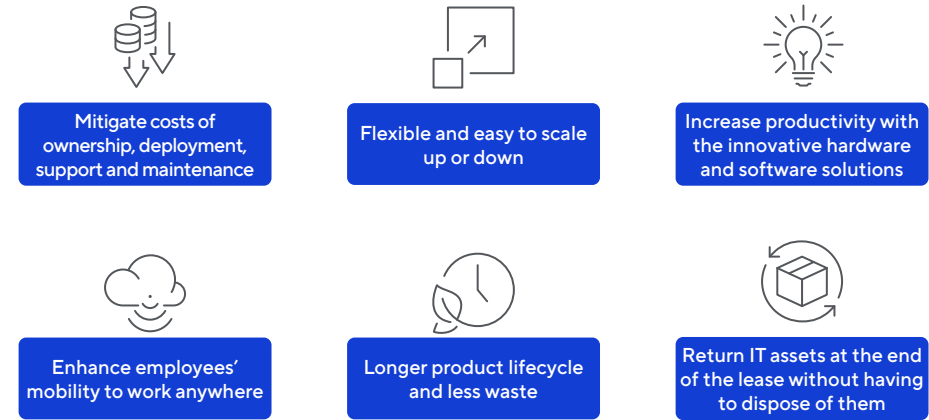 Mitigate costs of
ownership, deployment,
support and maintenance
Flexible and easy to scale
up or down
Increase productivity with
the innovative hardware
and software solutions
Enhance employees’
mobility to work anywhere
Longer product lifecycle
and less waste
Return IT assets at the end
of the lease without having
to dispose of them